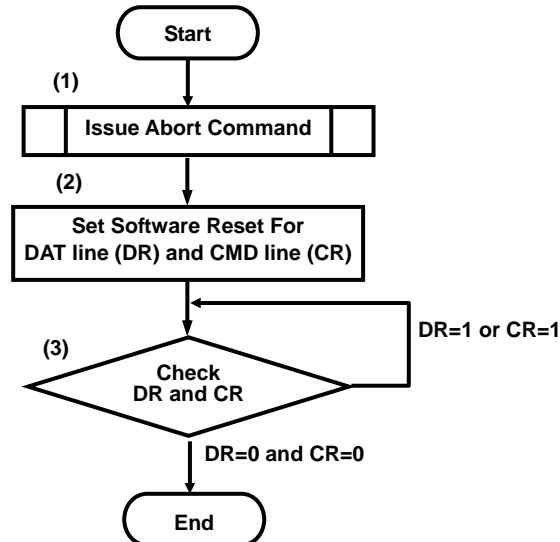 Start
(1)
Issue Abort Command
(2)
Set Software Reset For
DAT line (DR) and CMD line (CR)
DR=1 or CR=1
(3)
Check
DR and CR
DR=0 and CR=0
End